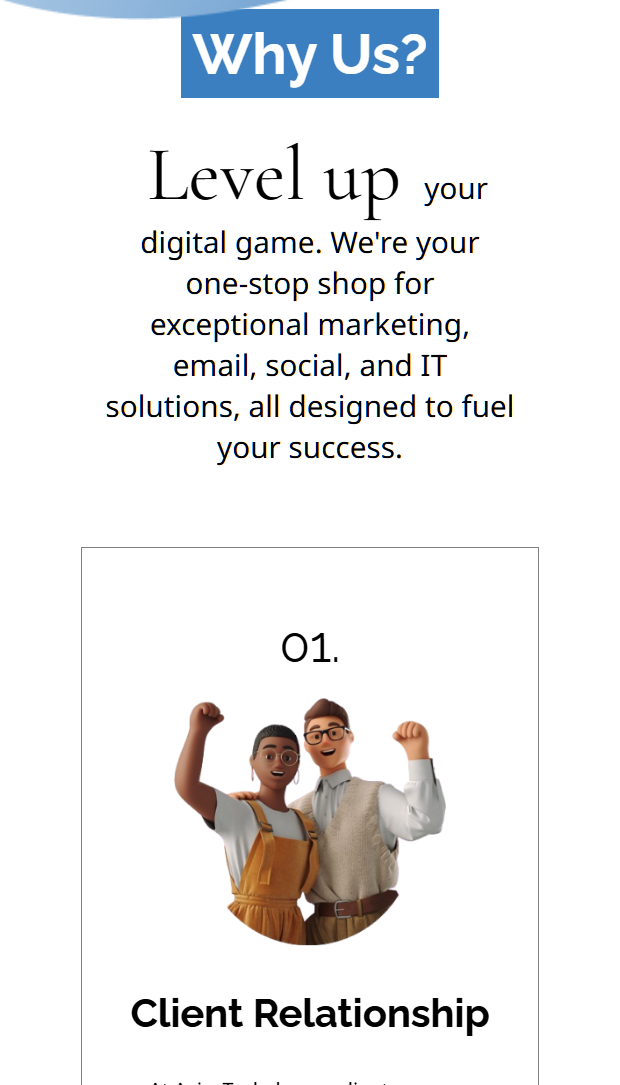 Why Us?
Level up your
digital game. We're your
one-stop shop for
exceptional marketing,
email, social, and IT
solutions, all designed to fuel
your success.
01.
Client Relationship